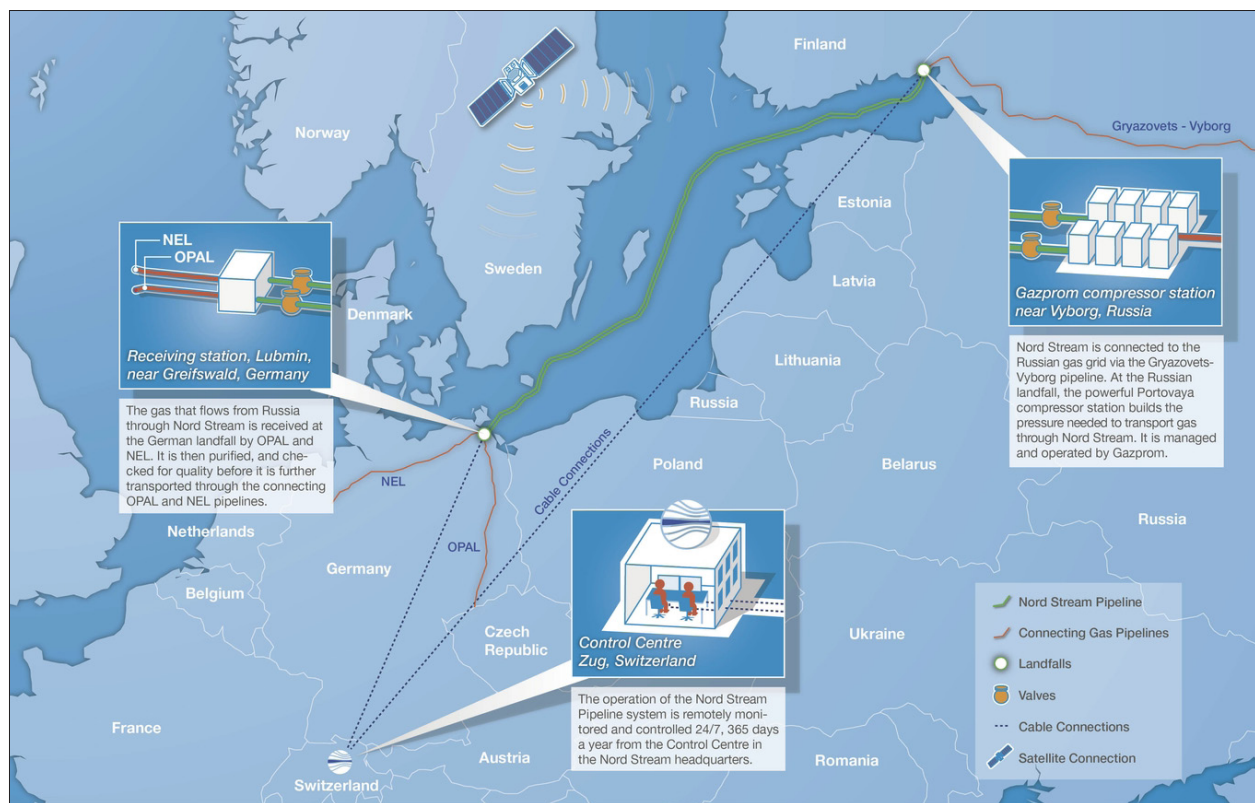 Finland
Norway
Gryazovets - Vyborg
Estonia
NEL
OPAL
Sweden
Latvia
Denmark
Receiving station, Lubmin,
near Greifswald, Germany
Gazprom compressor station
near Vyborg, Russia
Lithuania
Russia
Nord Stream is connected to the
Russian gas grid via the Gryazovets-
Vyborg pipeline. At the Russian
landfall, the powerful Portovaya
compressor station builds the
pressure needed to transport gas
through Nord Stream. It is managed
and operated by Gazprom.
The gas that flows from Russia
through Nord Stream is received at
the German landfall by OPAL and
NEL. It is then purified, and che-
cked for quality before it is further
transported through the connecting
OPAL and NEL pipelines.
Cable Connections
Poland
Belarus
NEL
Netherlands
Russia
OPAL
Germany
Belgium
Czech
Republic
Control Centre
Zug, Switzerland
Ukraine
The operation of the Nord Stream
Pipeline system is remotely moni-
tored and controlled 24/7, 365 days
a year from the Control Centre in
the Nord Stream headquarters.
France
Switzerland
Austria
Romania
Nord Stream Pipeline
Connecting Gas Pipelines
Landfalls
Valves
Cable Connections
Satellite Connection